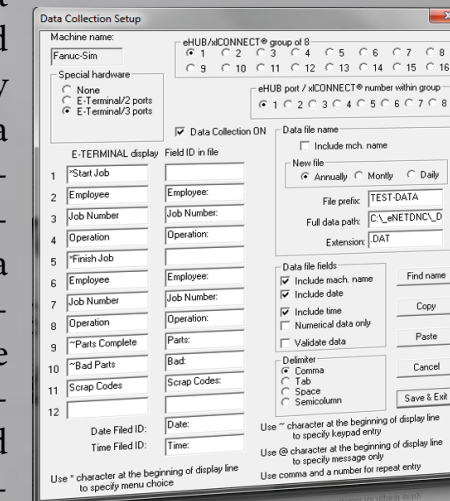 Data Collection Setup
Machine name:
Fanuc-Sim
Special hardware
None
E-Terminal/2 ports
E-Terminal/3 ports
eHUB/xlCONNECT® group of 8
1 2 3 4 5 6 7 8
9 10 11 12 13 14 15 16
eHUB port / xlCONNECT® number within group
1 2 3 4 5 6 7 8
Data Collection ON
E-TERMINAL display Field ID in file
1 *Start Job
2 Employee Employee:
3 Job Number Job Number:
4 Operation Operation:
5 *Finish Job
6 Employee Employee:
7 Job Number Job Number:
8 Operation Operation:
9 ~Parts Complete Parts:
10 ~Bad Parts Bad:
11 Scrap Codes Scrap Codes:
12
Date Filed ID: Date:
Time Filed ID: Time:
Use * character at the beginning of display line
to specify menu choice
Data file name
Include mch. name
New file
Annually Montly Daily
File prefix: TEST-DATA
Full data path: C:\_eNETDNC\_D
Extension: .DAT
Data file fields
Include mach. name
Include date
Include time
Numerical data only
Validate data
Delimiter
Comma
Tab
Space
Semicolumn
Find name
Copy
Paste
Cancel
Save & Exit
Use ~ character at the beginning of display line
to specify keypad entry
Use @ character at the beginning of display line
to specify message only
Use comma and a number for repeat entry